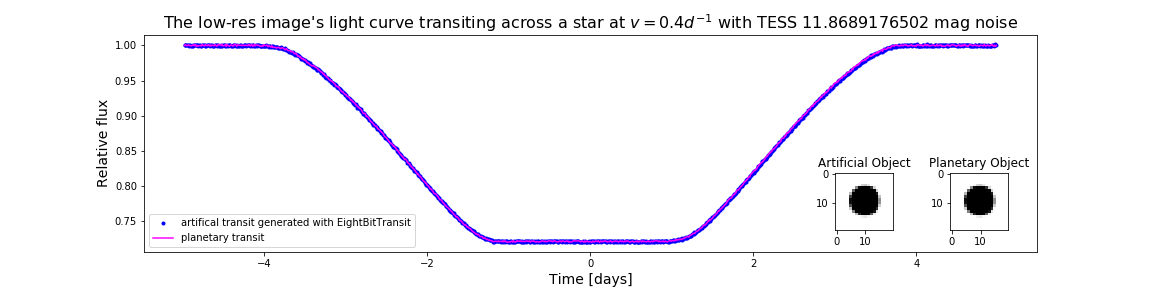 The low-res image's light curve transiting across a star at v = 0.4d⁻¹ with TESS 11.8689176502 mag noise
1.00
0.95
0.90
0.85
0.80
0.75
Relative flux
artifical transit generated with EightBitTransit
planetary transit
Artificial Object
0
10
0 10
Planetary Object
0
10
0 10
−4 −2 0 2 4
Time [days]